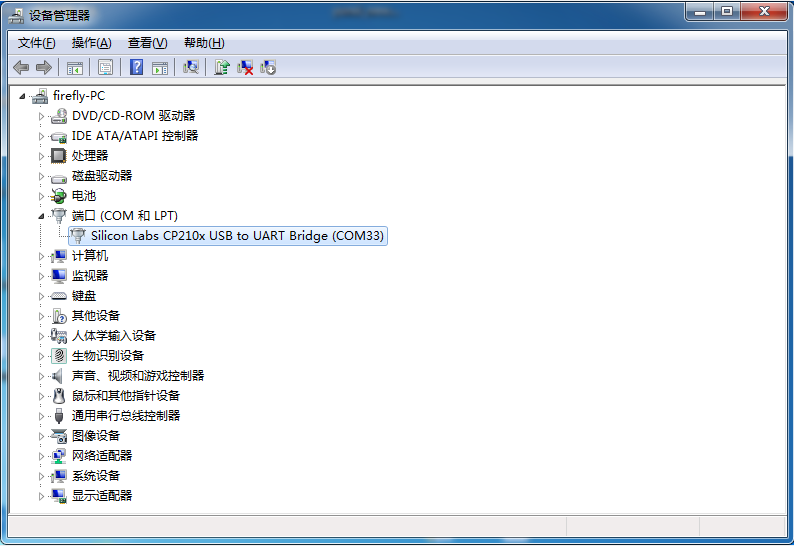 设备管理器
文件(F) 操作(A) 查看(V) 帮助(H)
firefly-PC
DVD/CD-ROM 驱动器
IDE ATA/ATAPI 控制器
处理器
磁盘驱动器
电池
端口 (COM 和 LPT)
Silicon Labs CP210x USB to UART Bridge (COM33)
计算机
监视器
键盘
其他设备
人体学输入设备
生物识别设备
声音、视频和游戏控制器
鼠标和其他指针设备
通用串行总线控制器
图像设备
网络适配器
系统设备
显示适配器